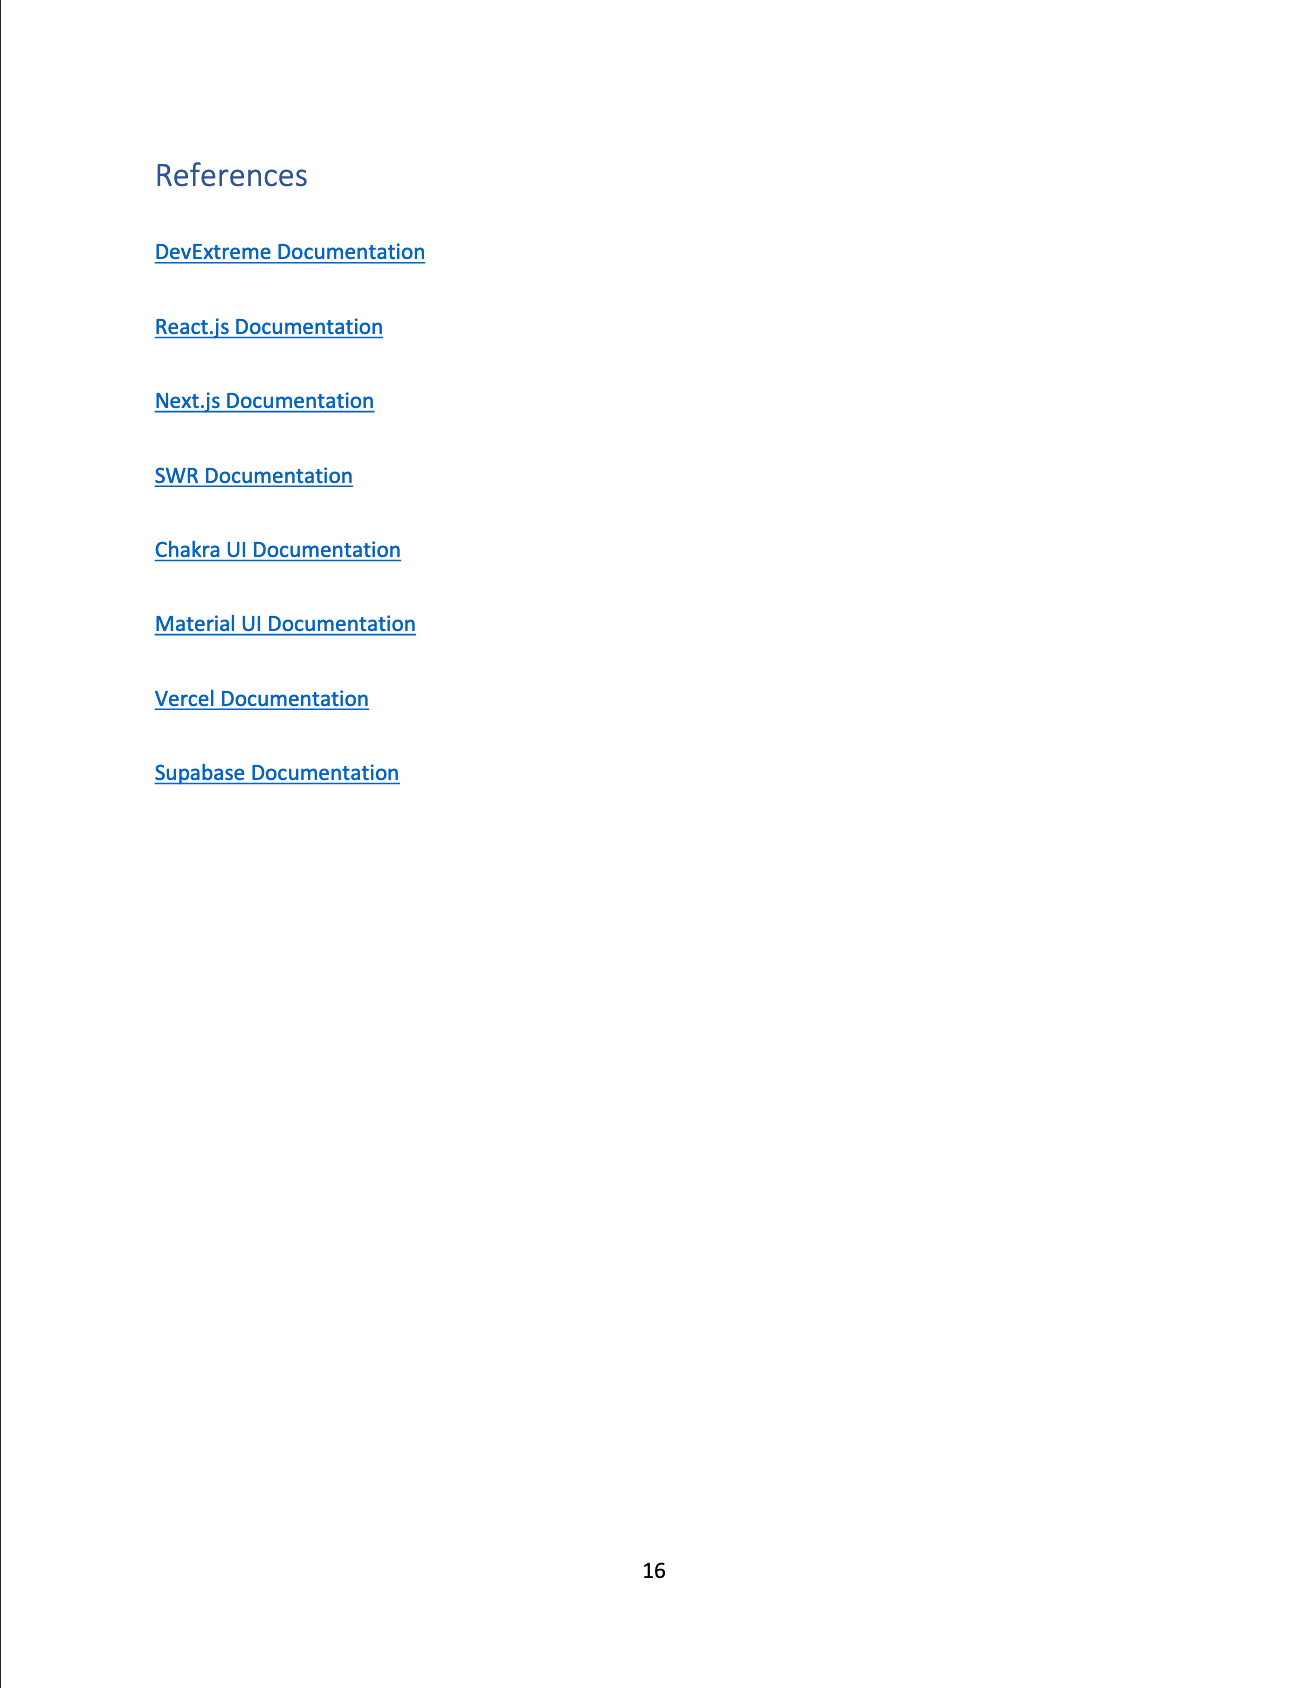 References
DevExtreme Documentation
React.js Documentation
Next.js Documentation
SWR Documentation
Chakra UI Documentation
Material UI Documentation
Vercel Documentation
Supabase Documentation
16